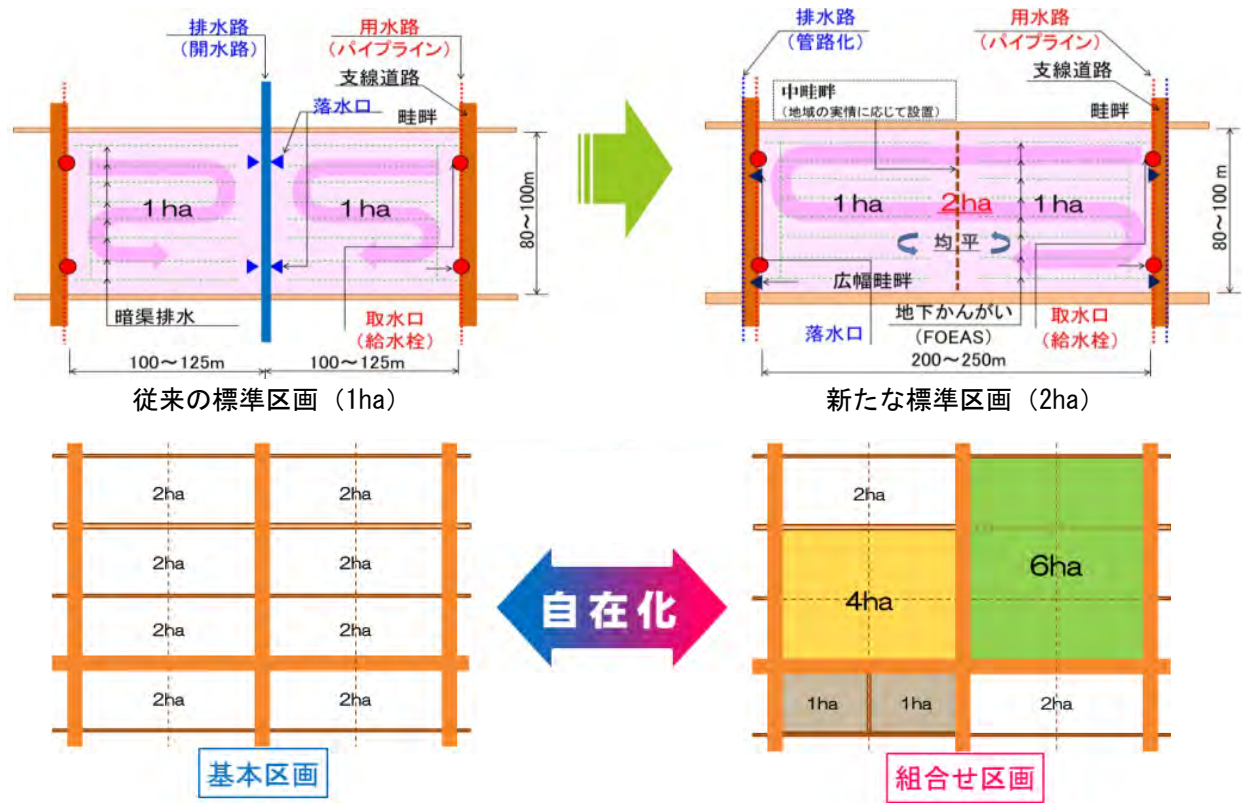 排水路
(開水路)
用水路
(パイプライン)
支線道路
落水口
畦畔
1ha
1ha
80～100m
暗渠排水
取水口
(給水栓)
100～125m
100～125m
従来の標準区画（1ha）
排水路
(管路化)
用水路
(パイプライン)
支線道路
中畦畔
(地域の実情に応じて設置)
畦畔
1ha
2ha
1ha
80～100m
均平
広幅畦畔
地下かんがい
(FOEAS)
落水口
取水口
(給水栓)
200～250m
新たな標準区画（2ha）
2ha
2ha
2ha
2ha
2ha
2ha
2ha
2ha
基本区画
自在化
2ha
4ha
6ha
1ha
1ha
2ha
組合せ区画